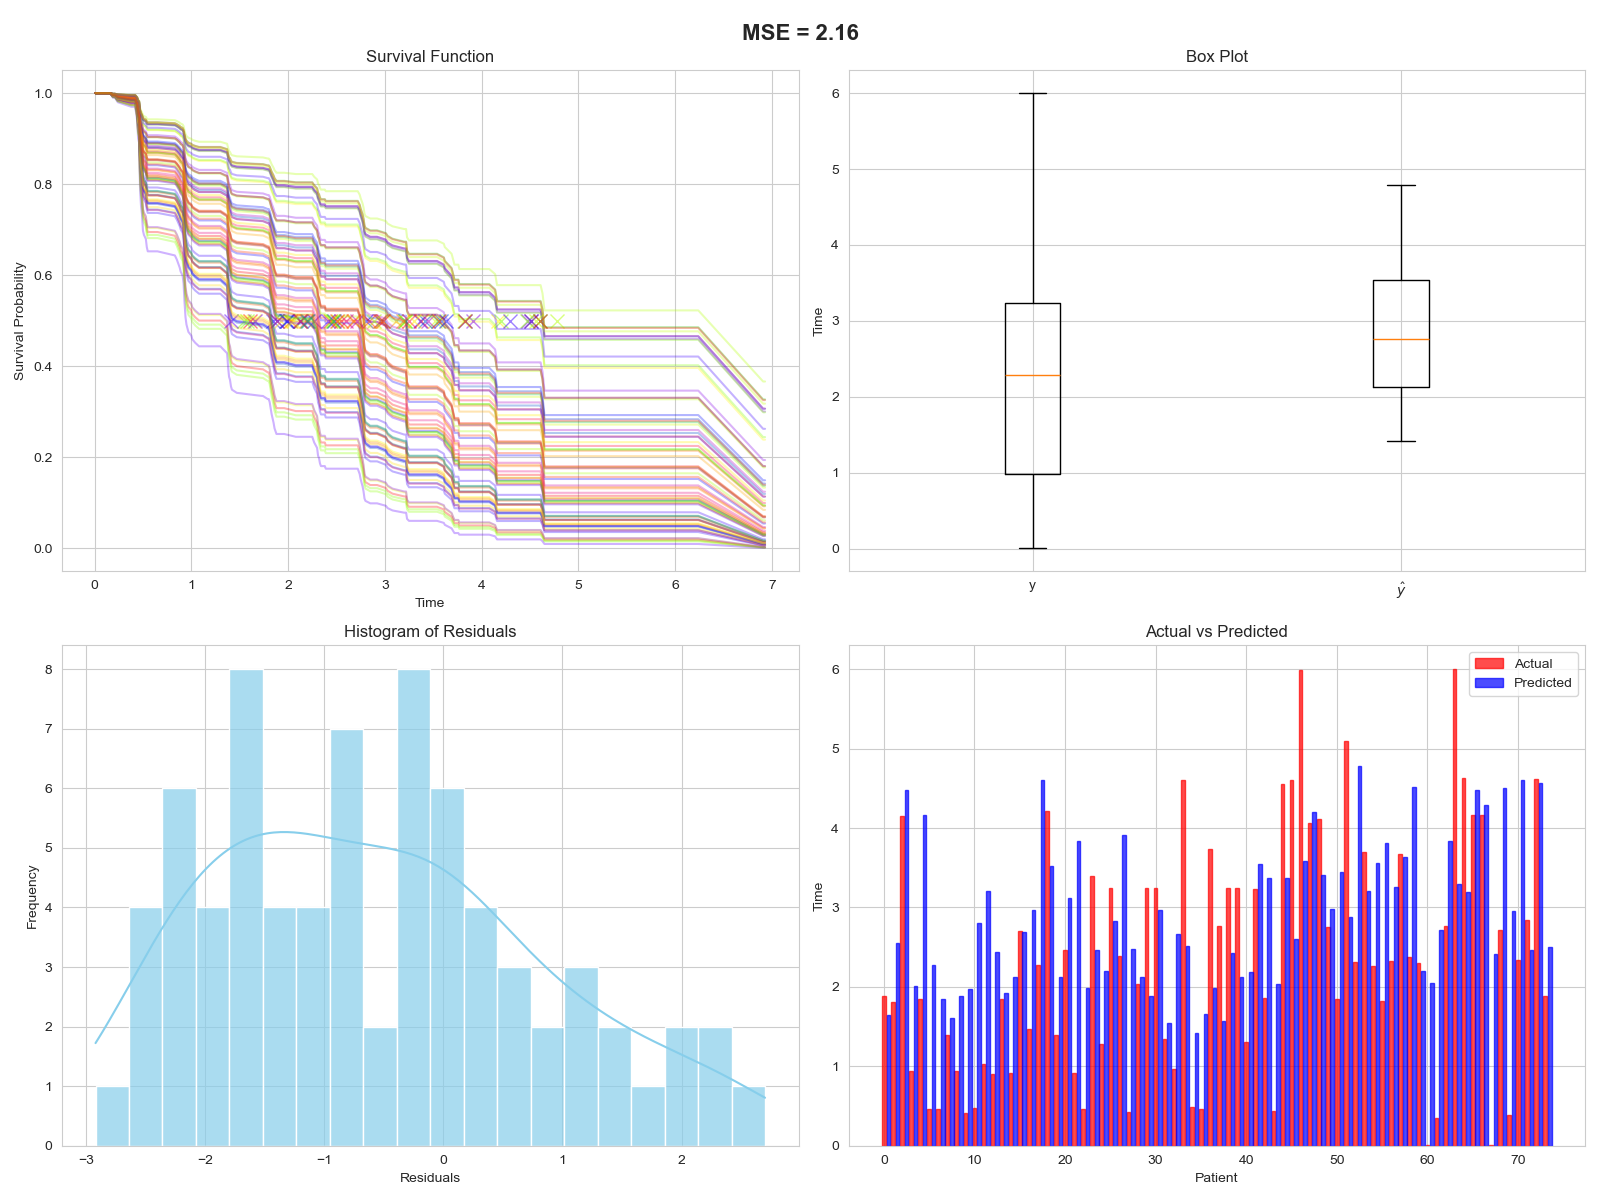 MSE = 2.16
Survival Function
1.0
0.8
0.6
0.4
0.2
0.0
Survival Probability
0 1 2 3 4 5 6 7
Time
Box Plot
6
5
4
3
2
1
0
Time
y ŷ
Histogram of Residuals
8
7
6
5
4
3
2
1
0
Frequency
−3 −2 −1 0 1 2
Residuals
Actual vs Predicted
Actual
Predicted
6
5
4
3
2
1
0
Time
0 10 20 30 40 50 60 70
Patient